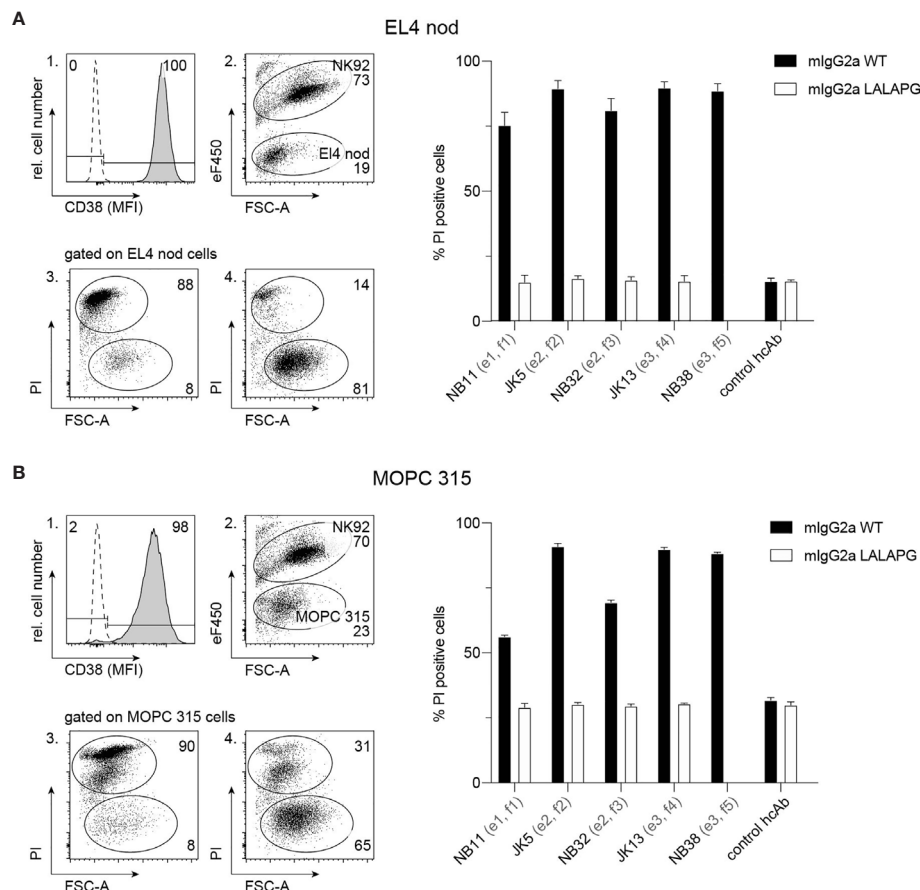 A
EL4 nod
1.
0
100
rel. cell number
CD38 (MFI)
2.
NK92
73
El4 nod
19
eF450
FSC-A
gated on EL4 nod cells
3.
88
8
PI
FSC-A
4.
14
81
PI
FSC-A
100
50
0
% PI positive cells
mIgG2a WT
mIgG2a LALAPG
NB11 (e1, f1)
JK5 (e2, f2)
NB32 (e2, f3)
JK13 (e3, f4)
NB38 (e3, f5)
control hcAb
B
MOPC 315
1.
2
98
rel. cell number
CD38 (MFI)
2.
NK92
70
MOPC 315
23
eF450
FSC-A
gated on MOPC 315 cells
3.
90
8
PI
FSC-A
4.
31
65
PI
FSC-A
100
50
0
% PI positive cells
mIgG2a WT
mIgG2a LALAPG
NB11 (e1, f1)
JK5 (e2, f2)
NB32 (e2, f3)
JK13 (e3, f4)
NB38 (e3, f5)
control hcAb